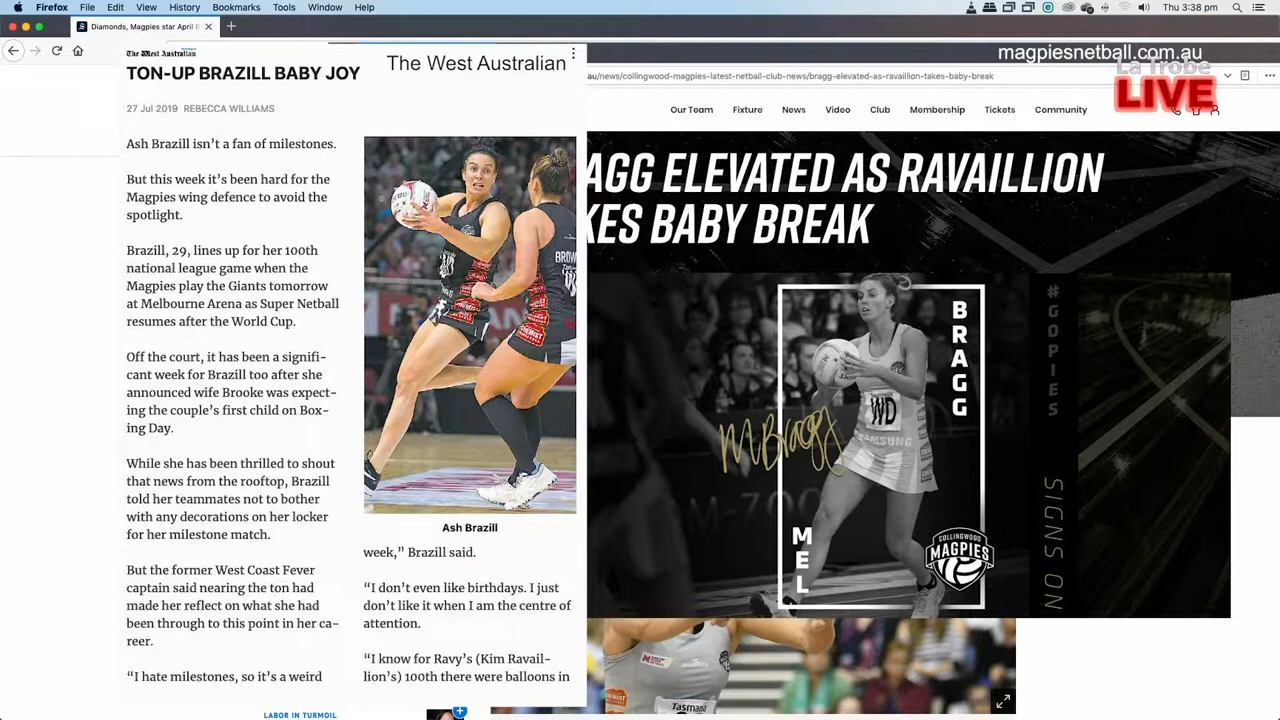 Firefox File Edit View History Bookmarks Tools Window Help
Thu 3:38 pm
Diamonds, Magpies star April B
The West Australian
TON-UP BRAZILL BABY JOY
The West Australian
27 Jul 2019 REBECCA WILLIAMS
Ash Brazill isn’t a fan of milestones.
But this week it’s been hard for the
Magpies wing defence to avoid the
spotlight.
Brazill, 29, lines up for her 100th
national league game when the
Magpies play the Giants tomorrow
at Melbourne Arena as Super Netball
resumes after the World Cup.
Off the court, it has been a signifi-
cant week for Brazill too after she
announced wife Brooke was expect-
ing the couple’s first child on Box-
ing Day.
While she has been thrilled to shout
that news from the rooftop, Brazill
told her teammates not to bother
with any decorations on her locker
for her milestone match.
But the former West Coast Fever
captain said nearing the ton had
made her reflect on what she had
been through to this point in her ca-
reer.
“I hate milestones, so it’s a weird
Ash Brazill
week,” Brazill said.
“I don’t even like birthdays. I just
don’t like it when I am the centre of
attention.
“I know for Ravy’s (Kim Ravail-
lion’s) 100th there were balloons in
magpiesnetball.com.au
La Trobe
LIVE
au/news/collingwood-magpies-latest-netball-club-news/bragg-elevated-as-ravaillion-takes-baby-break
Our Team Fixture News Video Club Membership Tickets Community
AGG ELEVATED AS RAVAILLION
KES BABY BREAK
BRAGG
MBragg
WD
SAMSUNG
MEL
COLLINGWOOD
MAGPIES
#GOPIES
NO SNDIS
Tasmane
LABOR IN TURMOIL